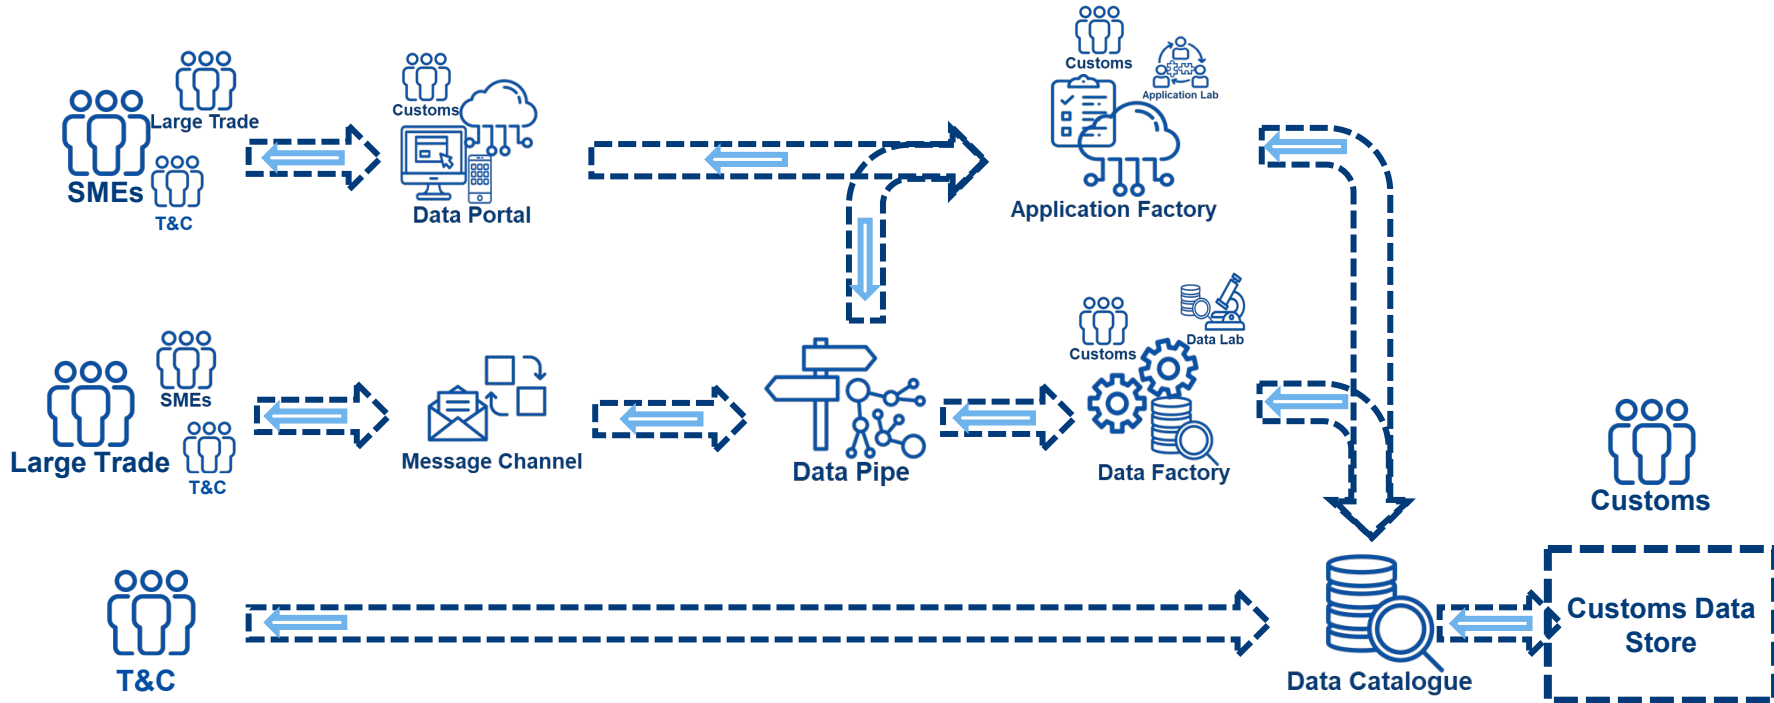 Customs
Application Lab
Large Trade
Customs
SMEs
T&C
Data Portal
Application Factory
Customs
Data Lab
SMEs
Large Trade
T&C
Message Channel
Data Pipe
Data Factory
Customs
T&C
Data Catalogue
Customs Data
Store